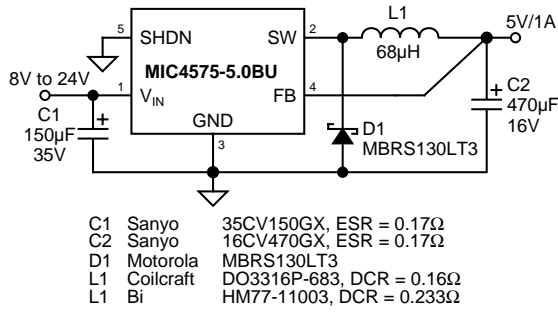 L1
5V/1A
5 SHDN SW 2
68µH
8V to 24V
MIC4575-5.0BU
1 VIN FB 4
C2
470µF
16V
C1
150µF
35V
GND
3
D1
MBRS130LT3
C1 Sanyo 35CV150GX, ESR = 0.17Ω
C2 Sanyo 16CV470GX, ESR = 0.17Ω
D1 Motorola MBRS130LT3
L1 Coilcraft DO3316P-683, DCR = 0.16Ω
L1 Bi HM77-11003, DCR = 0.233Ω